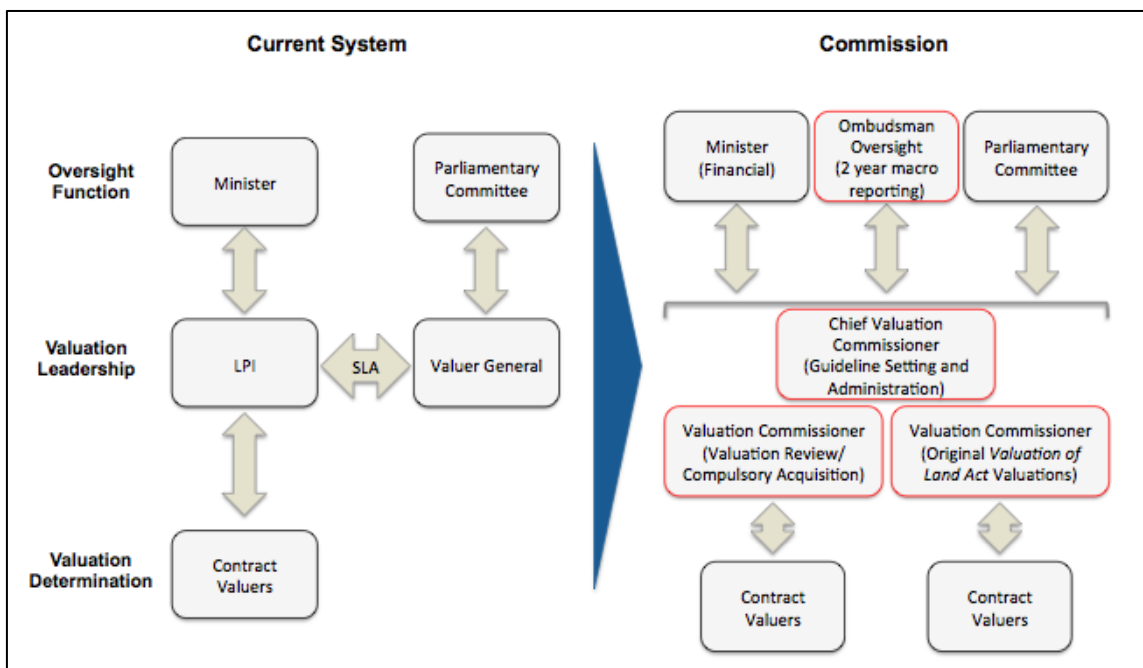 Current System
Commission
Oversight
Function
Minister
Parliamentary
Committee
Minister
(Financial)
Ombudsman
Oversight
(2 year macro
reporting)
Parliamentary
Committee
Valuation
Leadership
LPI
SLA
Valuer General
Chief Valuation
Commissioner
(Guideline Setting and
Administration)
Valuation Commissioner
(Valuation Review/
Compulsory Acquisition)
Valuation Commissioner
(Original Valuation of
Land Act Valuations)
Valuation
Determination
Contract
Valuers
Contract
Valuers
Contract
Valuers